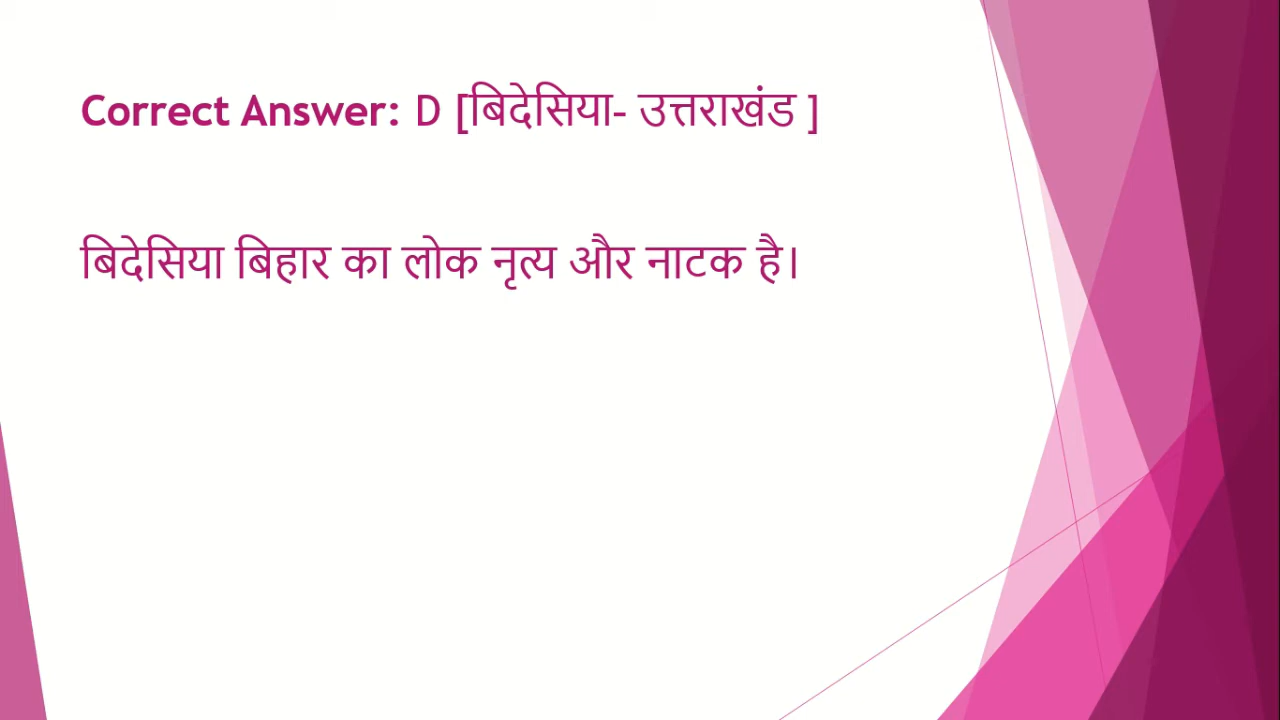 Correct Answer: D [बिदेसिया- उत्तराखंड ]
बिदेसिया बिहार का लोक नृत्य और नाटक है।